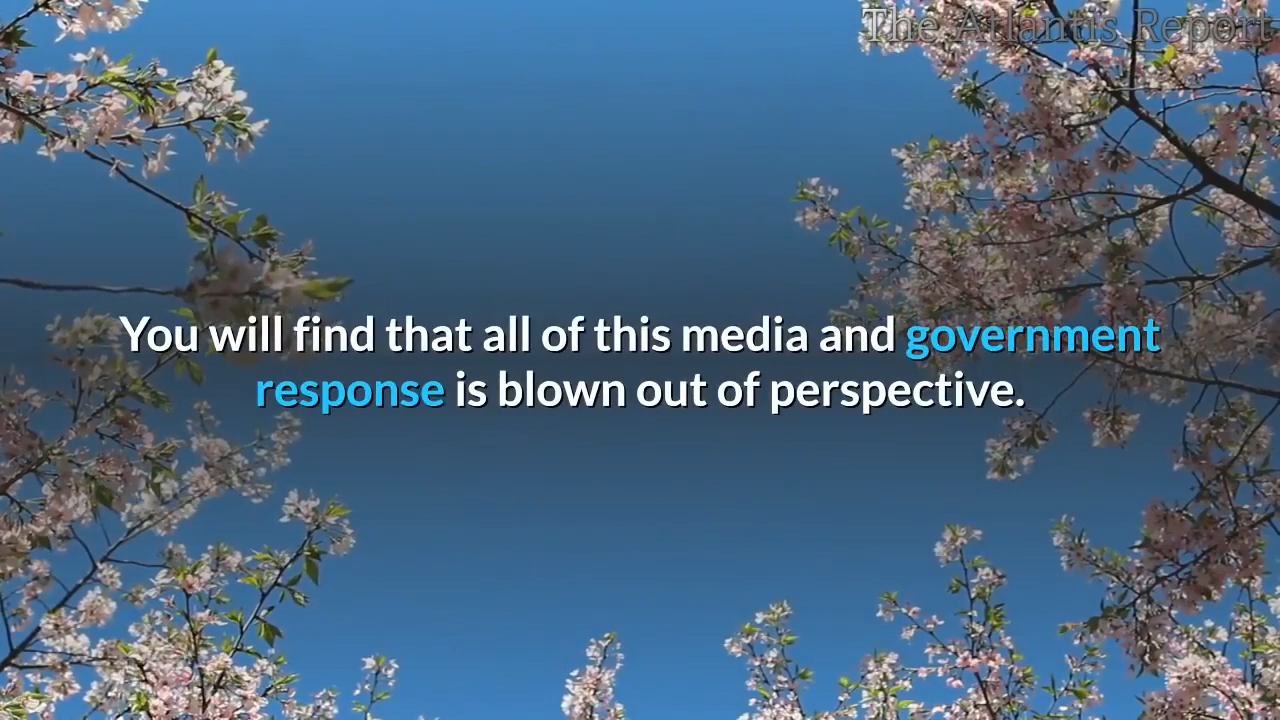 The Atlantis Report
You will find that all of this media and government
response is blown out of perspective.